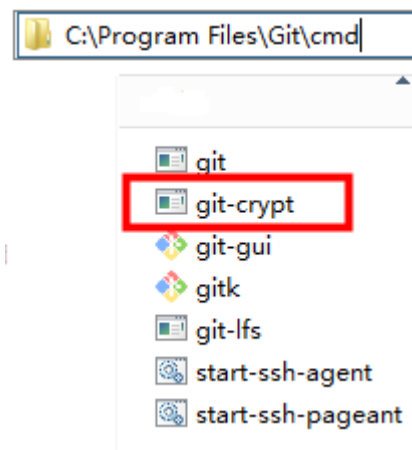 C:\Program Files\Git\cmd
git
git-crypt
git-gui
gitk
git-lfs
start-ssh-agent
start-ssh-pageant